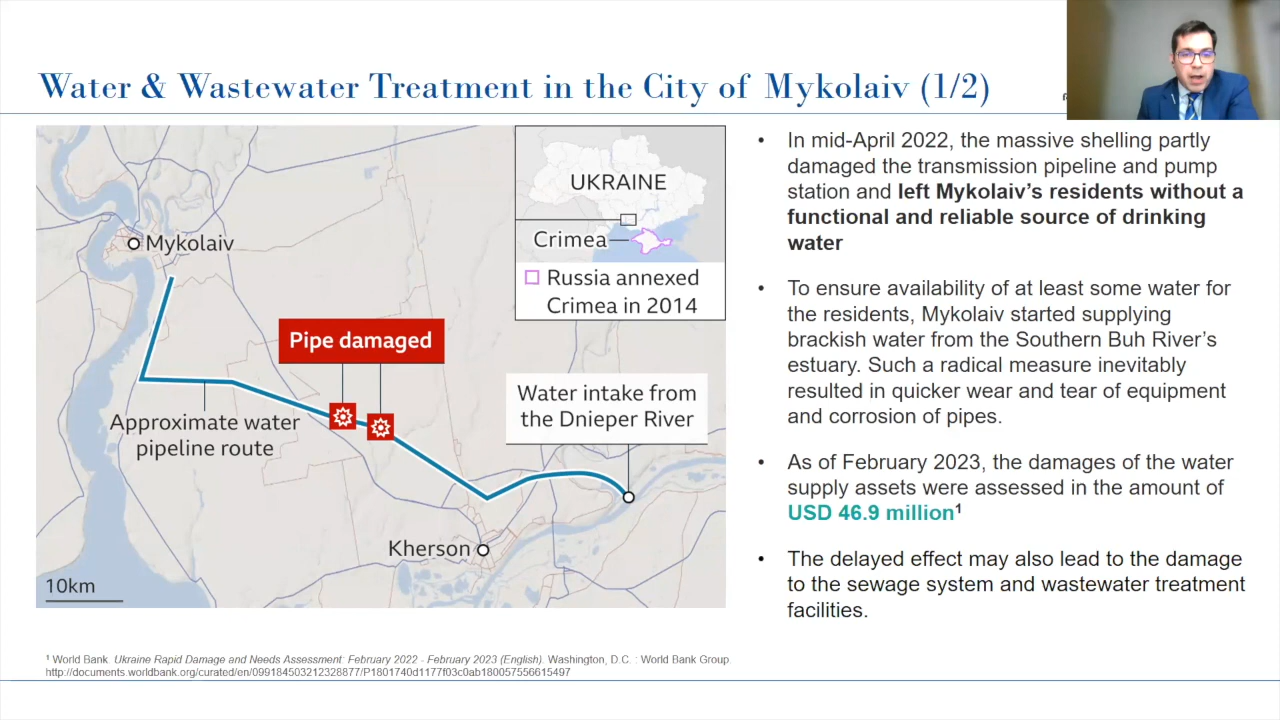 Water & Wastewater Treatment in the City of Mykolaiv (1/2)
UKRAINE
Crimea
Russia annexed
Crimea in 2014
Mykolaiv
Pipe damaged
Water intake from
the Dnieper River
Approximate water
pipeline route
Kherson
10km
• In mid-April 2022, the massive shelling partly
damaged the transmission pipeline and pump
station and left Mykolaiv’s residents without a
functional and reliable source of drinking
water
• To ensure availability of at least some water for
the residents, Mykolaiv started supplying
brackish water from the Southern Buh River’s
estuary. Such a radical measure inevitably
resulted in quicker wear and tear of equipment
and corrosion of pipes.
• As of February 2023, the damages of the water
supply assets were assessed in the amount of
USD 46.9 million¹
• The delayed effect may also lead to the damage
to the sewage system and wastewater treatment
facilities.
¹ World Bank. Ukraine Rapid Damage and Needs Assessment: February 2022 - February 2023 (English). Washington, D.C. : World Bank Group.
http://documents.worldbank.org/curated/en/099184503212328877/P1801740d1177f03c0ab180057556615497